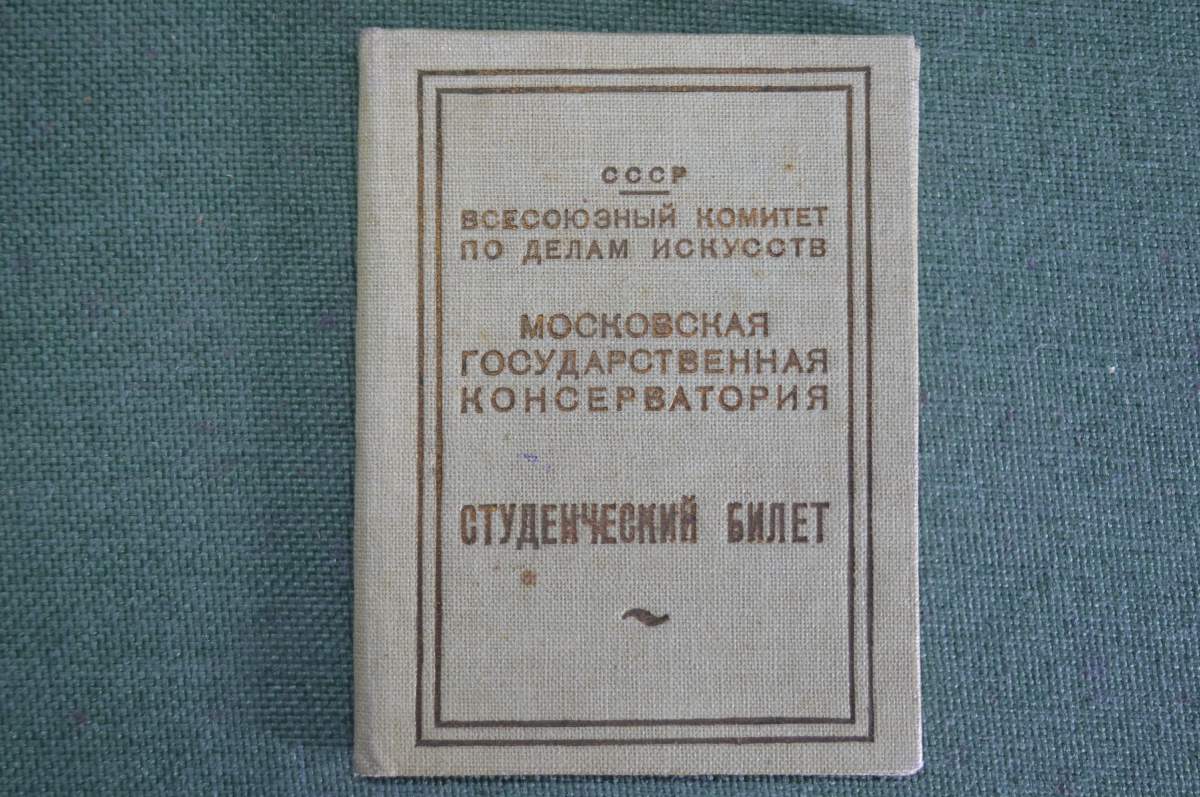 СССР
ВСЕСОЮЗНЫЙ КОМИТЕТ
ПО ДЕЛАМ ИСКУССТВ
МОСКОВСКАЯ
ГОСУДАРСТВЕННАЯ
КОНСЕРВАТОРИЯ
СТУДЕНЧЕСКИЙ БИЛЕТ